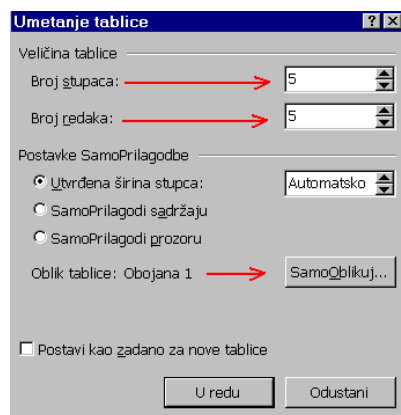 Umetanje tablice
Veličina tablice
Broj stupaca: 5
Broj redaka: 5
Postavke SamoPrilagodbe
Utvrđena širina stupca: Automatsko
SamoPrilagodi sadržaju
SamoPrilagodi prozoru
Oblik tablice: Obojana 1 SamoOblikuj...
Postavi kao zadano za nove tablice
U redu Odustani